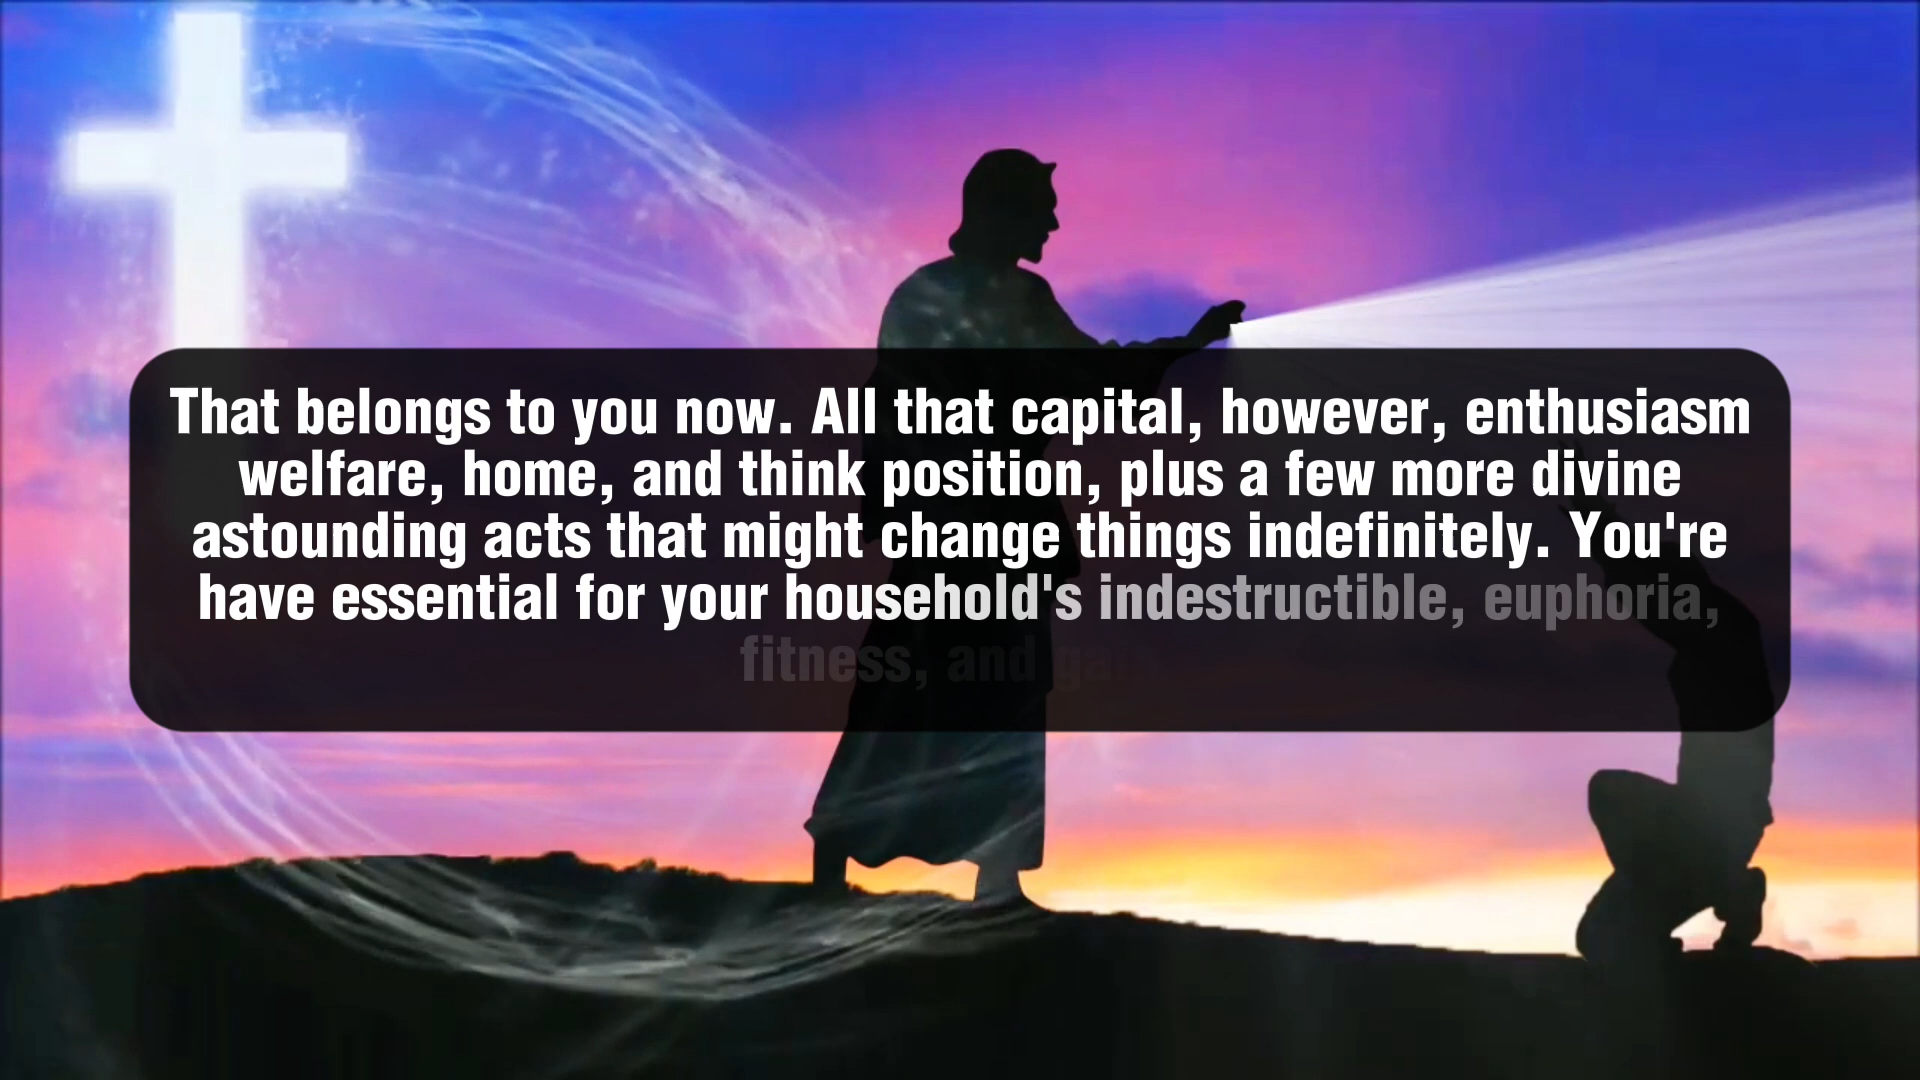 That belongs to you now. All that capital, however, enthusiasm
welfare, home, and think position, plus a few more divine
astounding acts that might change things indefinitely. You're
have essential for your household's indestructible, euphoria,
fitness, and